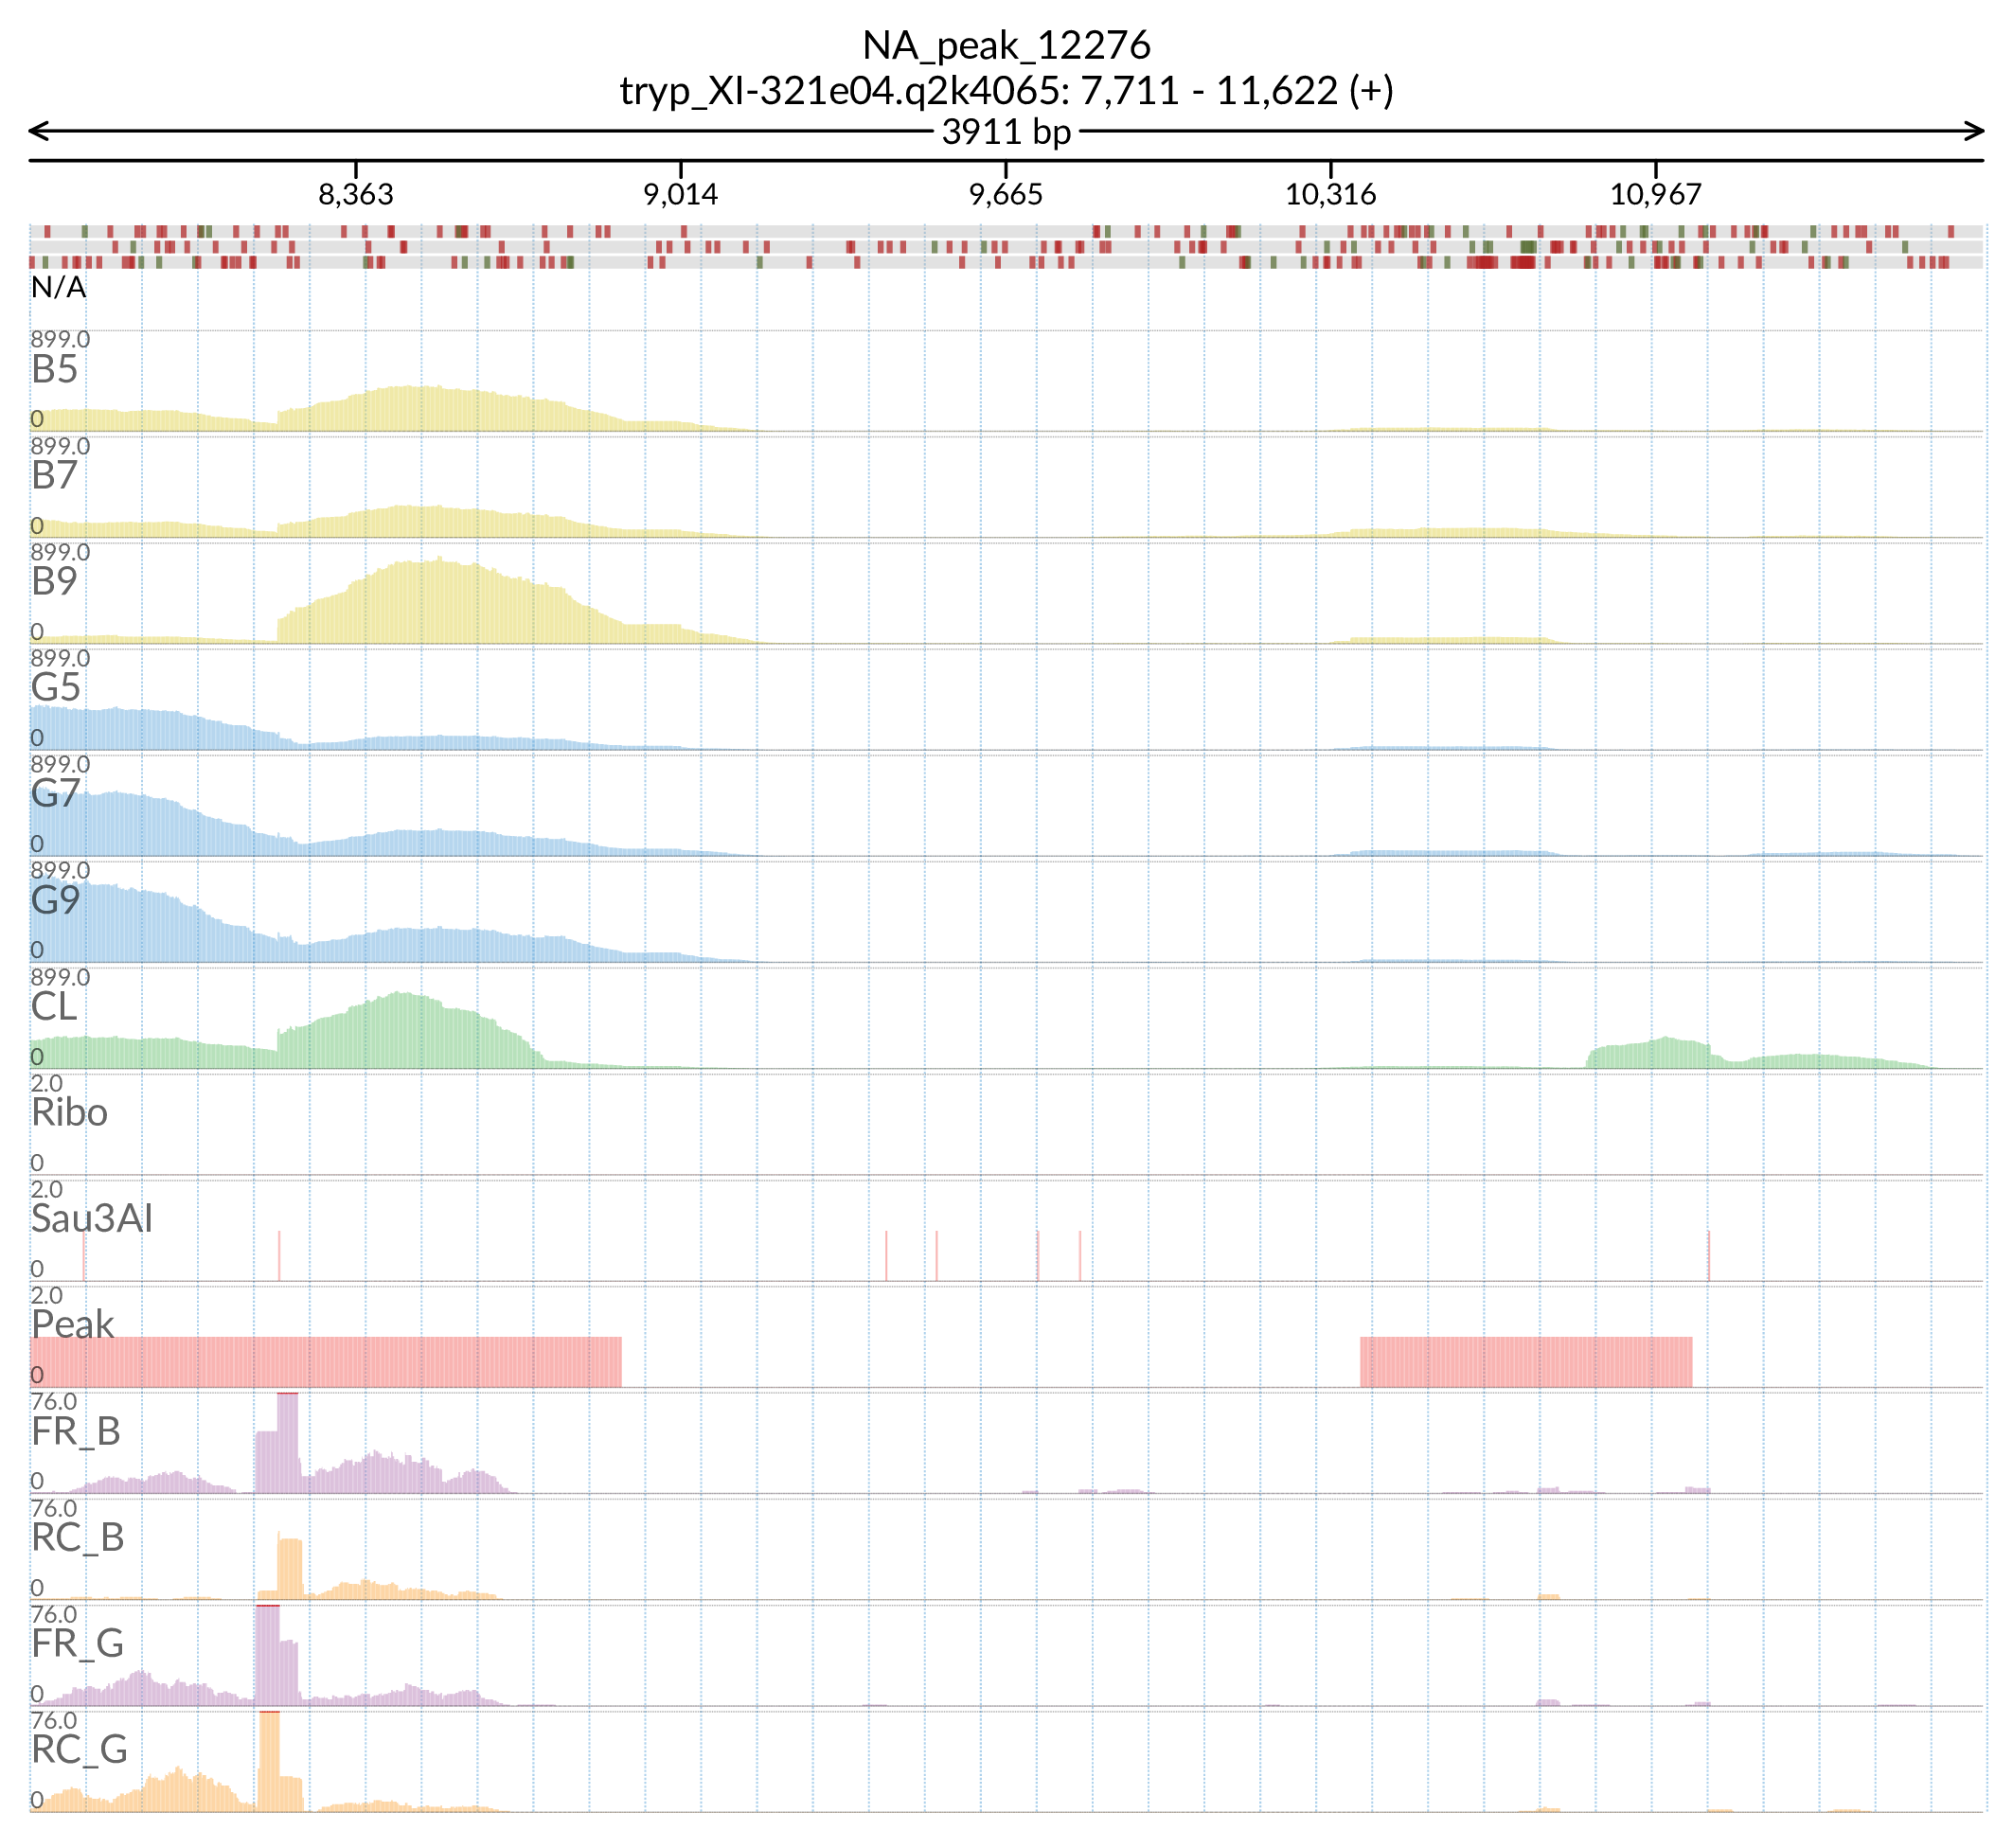 NA_peak_12276
tryp_XI-321e04.q2k4065: 7,711 - 11,622 (+)
3911 bp
8,363 9,014 9,665 10,316 10,967
N/A
899.0
B5
0
899.0
B7
0
899.0
B9
0
899.0
G5
0
899.0
G7
0
899.0
G9
0
899.0
CL
0
2.0
Ribo
0
2.0
Sau3AI
0
2.0
Peak
0
76.0
FR_B
0
76.0
RC_B
0
76.0
FR_G
0
76.0
RC_G
0